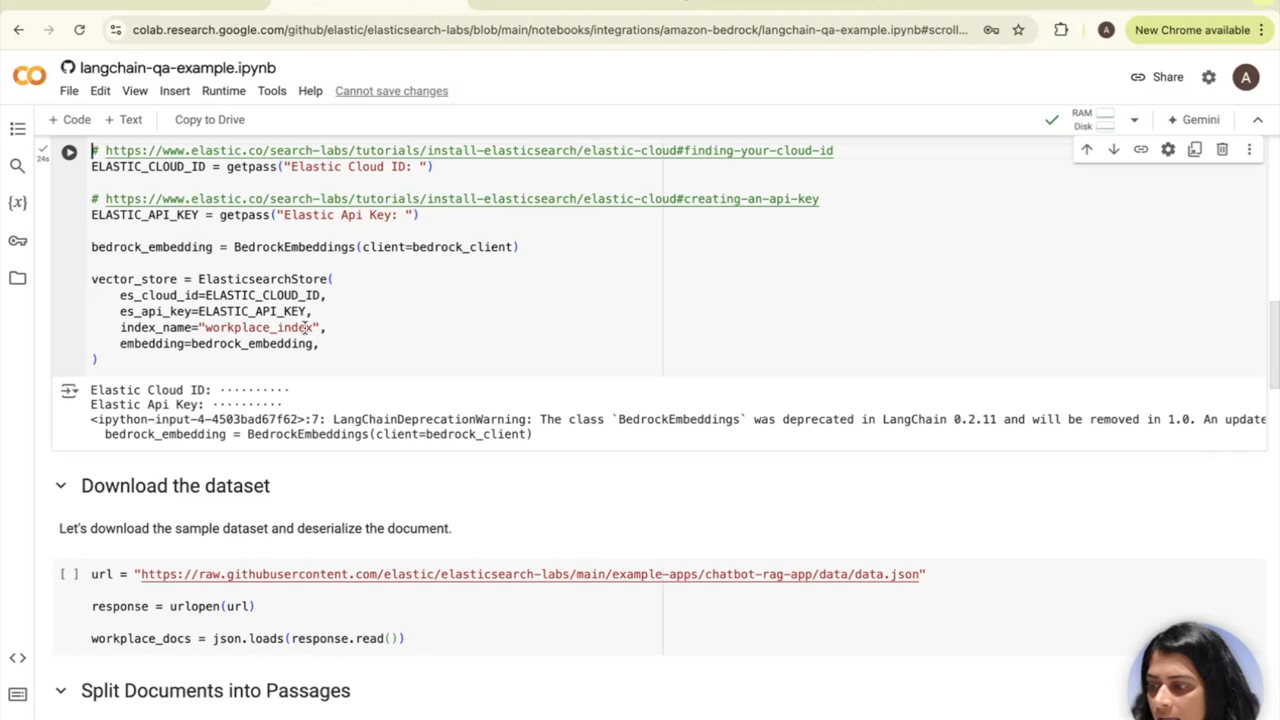 colab.research.google.com/github/elastic/elasticsearch-labs/blob/main/notebooks/integrations/amazon-bedrock/langchain-qa-example.ipynb#scroll...
A
New Chrome available
langchain-qa-example.ipynb
Share
A
File Edit View Insert Runtime Tools Help Cannot save changes
+ Code + Text Copy to Drive
RAM
Disk
Gemini
24s
# https://www.elastic.co/search-labs/tutorials/install-elasticsearch/elastic-cloud#finding-your-cloud-id
ELASTIC_CLOUD_ID = getpass("Elastic Cloud ID: ")
# https://www.elastic.co/search-labs/tutorials/install-elasticsearch/elastic-cloud#creating-an-api-key
ELASTIC_API_KEY = getpass("Elastic Api Key: ")
bedrock_embedding = BedrockEmbeddings(client=bedrock_client)
vector_store = ElasticsearchStore(
es_cloud_id=ELASTIC_CLOUD_ID,
es_api_key=ELASTIC_API_KEY,
index_name="workplace_index",
embedding=bedrock_embedding,
)
Elastic Cloud ID: ··········
Elastic Api Key: ··········
<ipython-input-4-4503bad67f62>:7: LangChainDeprecationWarning: The class `BedrockEmbeddings` was deprecated in LangChain 0.2.11 and will be removed in 1.0. An update
bedrock_embedding = BedrockEmbeddings(client=bedrock_client)
Download the dataset
Let's download the sample dataset and deserialize the document.
[ ] url = "https://raw.githubusercontent.com/elastic/elasticsearch-labs/main/example-apps/chatbot-rag-app/data/data.json"
response = urlopen(url)
workplace_docs = json.loads(response.read())
Split Documents into Passages